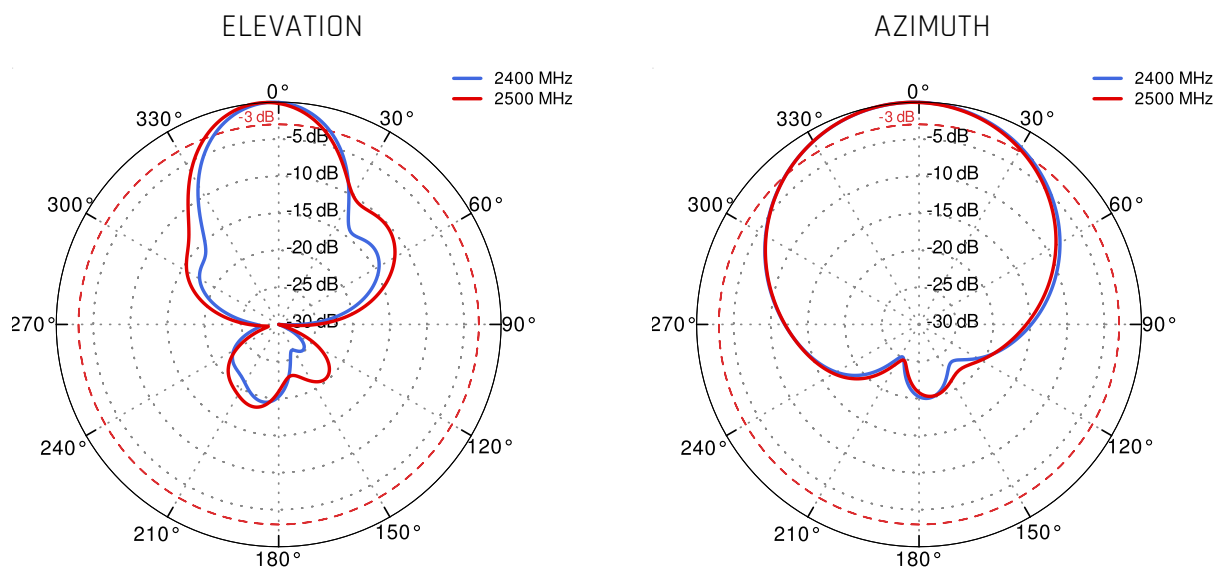 ELEVATION
2400 MHz
2500 MHz
0°
330°
30°
-3 dB
-5 dB
-10 dB
300°
60°
-15 dB
-20 dB
-25 dB
270°
-30 dB
90°
240°
120°
210°
150°
180°
AZIMUTH
2400 MHz
2500 MHz
0°
330°
30°
-3 dB
-5 dB
-10 dB
300°
60°
-15 dB
-20 dB
-25 dB
270°
-30 dB
90°
240°
120°
210°
150°
180°